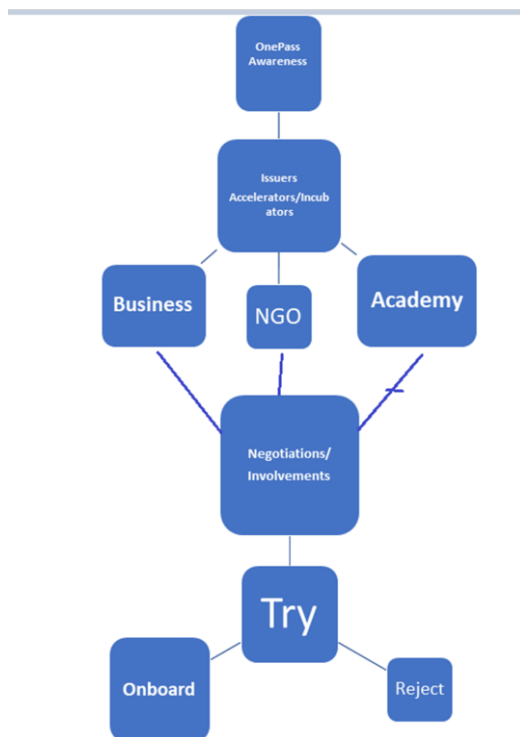 OnePass
Awareness
Issuers
Accelerators/Incub
ators
Business
NGO
Academy
Negotiations/
Involvements
Try
Onboard
Reject